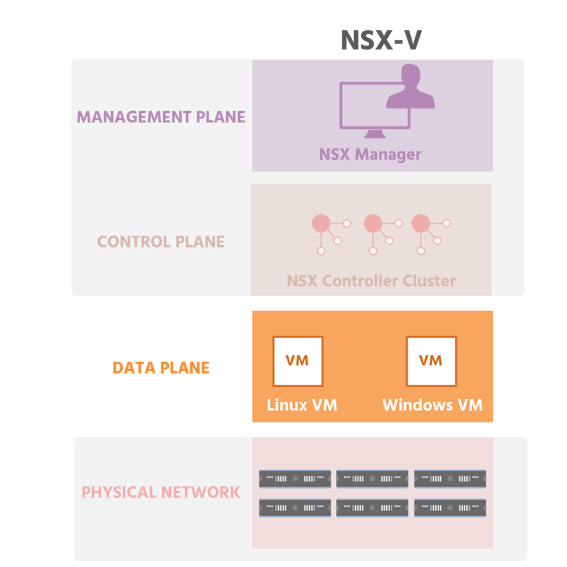 NSX-V
MANAGEMENT PLANE
NSX Manager
CONTROL PLANE
NSX Controller Cluster
DATA PLANE
VM
VM
Linux VM
Windows VM
PHYSICAL NETWORK